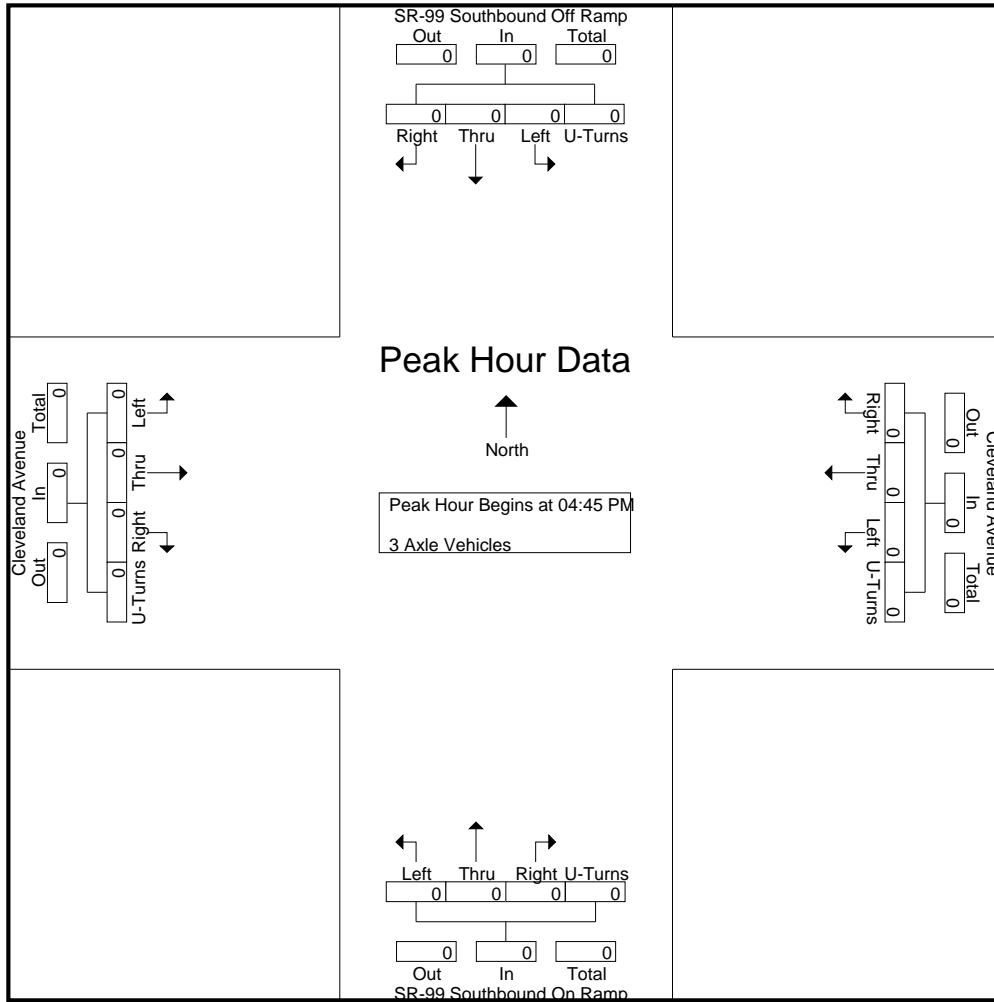 SR-99 Southbound Off Ramp
Out In Total
0 0 0
0 0 0 0
Right Thru Left U-Turns
Peak Hour Data
North
Peak Hour Begins at 04:45 PM
3 Axle Vehicles
Cleveland Avenue
Out In Total
0 0 0
U-Turns Right Thru Left
0 0 0 0
Cleveland Avenue
Out In Total
0 0 0
Right Thru Left U-Turns
0 0 0 0
Left Thru Right U-Turns
0 0 0 0
0 0 0
Out In Total
SR-99 Southbound On Ramp